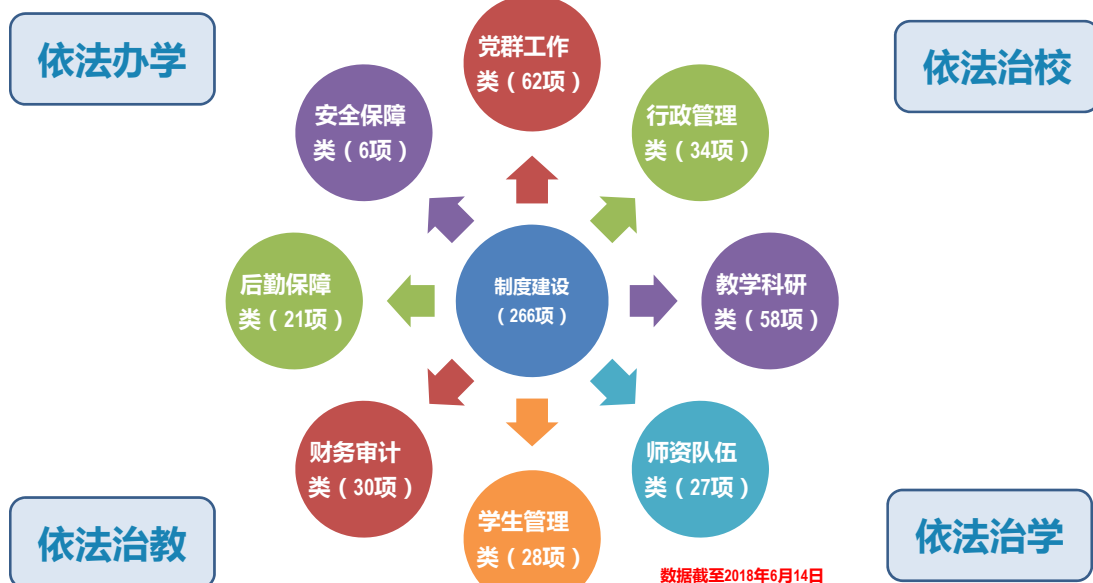 依法办学
党群工作
类（62项）
依法治校
安全保障
类（6项）
行政管理
类（34项）
后勤保障
类（21项）
制度建设
（266项）
教学科研
类（58项）
财务审计
类（30项）
师资队伍
类（27项）
依法治教
学生管理
类（28项）
依法治学
数据截至2018年6月14日